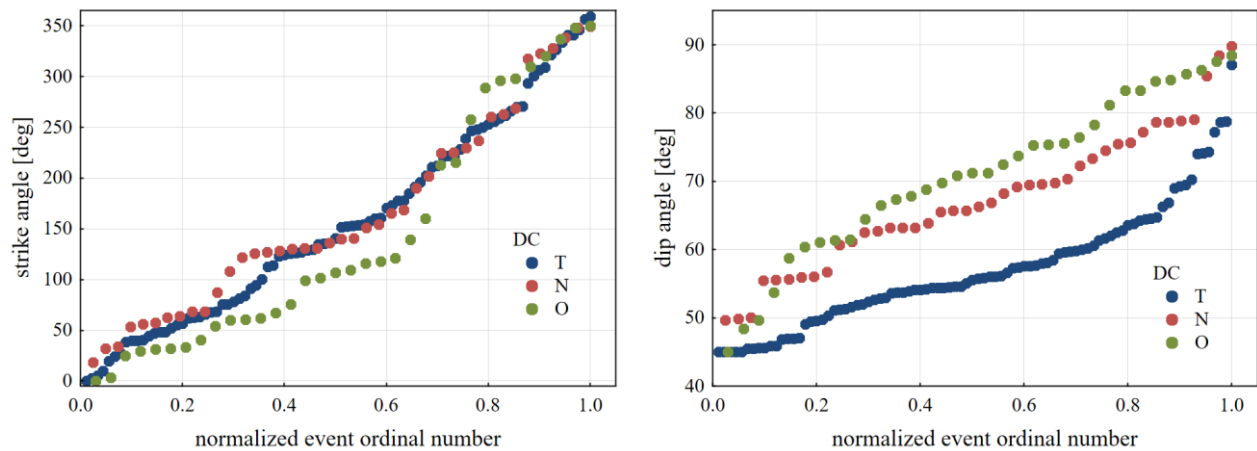 350
300
250
200
150
100
50
0
strike angle [deg]
DC
T
N
O
0.0 0.2 0.4 0.6 0.8 1.0
normalized event ordinal number
90
80
70
60
50
40
dip angle [deg]
DC
T
N
O
0.0 0.2 0.4 0.6 0.8 1.0
normalized event ordinal number